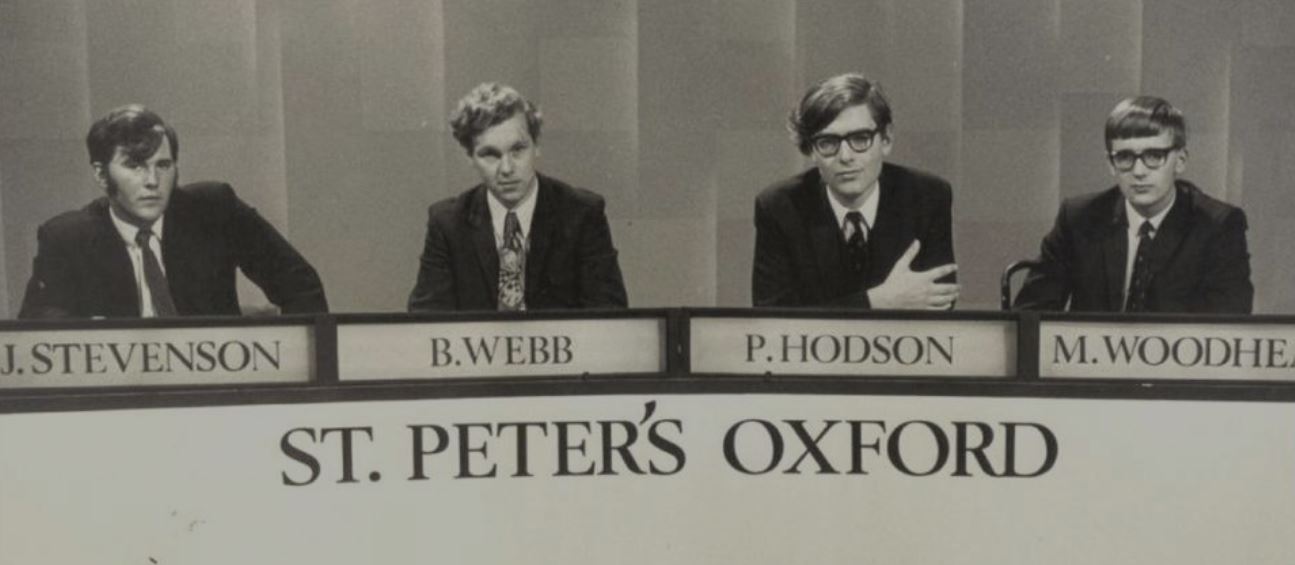 J. STEVENSON B. WEBB P. HODSON M. WOODHEA
ST. PETER'S OXFORD